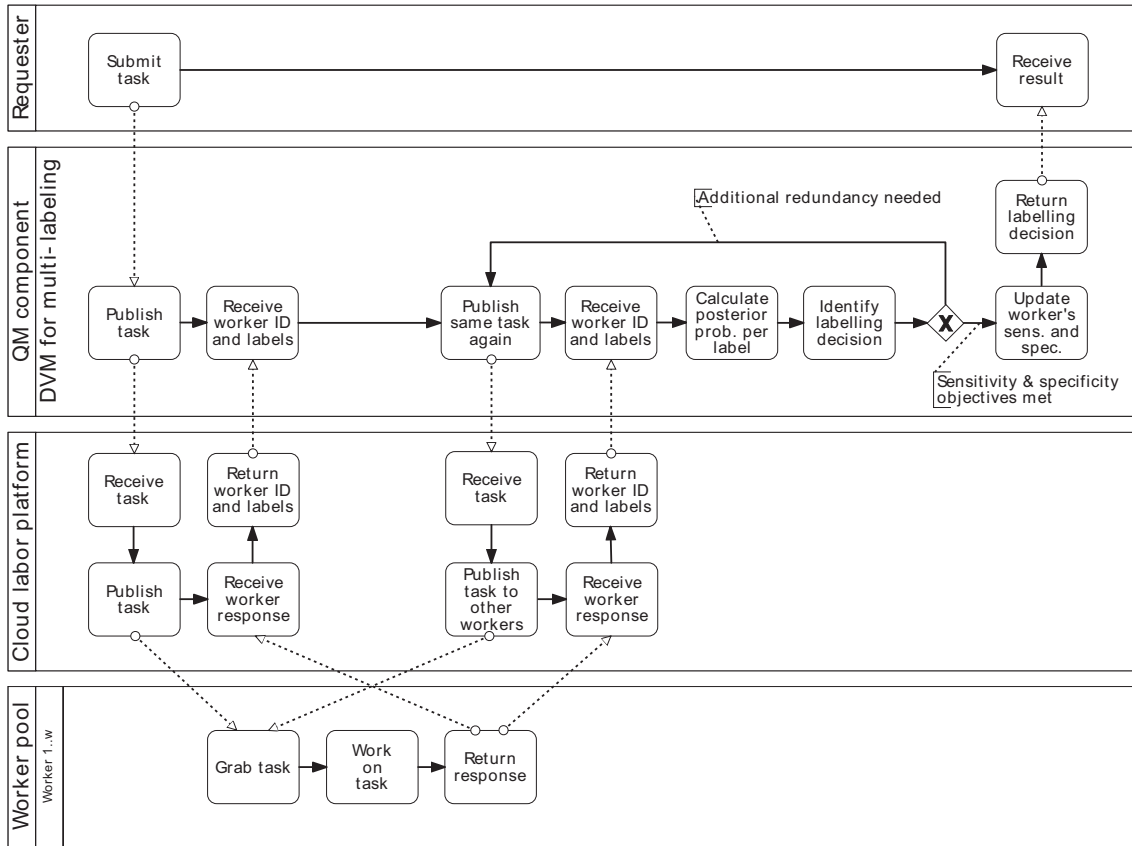 Requester
Submit
task
Receive
result
QM component
DVM for multi-labeling
Additional redundancy needed
Return
labelling
decision
Publish
task
Receive
worker ID
and labels
Publish
same task
again
Receive
worker ID
and labels
Calculate
posterior
prob. per
label
Identify
labelling
decision
X
Update
worker's
sens. and
spec.
Sensitivity & specificity
objectives met
Cloud labor platform
Receive
task
Return
worker ID
and labels
Receive
task
Return
worker ID
and labels
Publish
task
Receive
worker
response
Publish
task to
other
workers
Receive
worker
response
Worker pool
Worker 1..w
Grab task
Work
on
task
Return
response